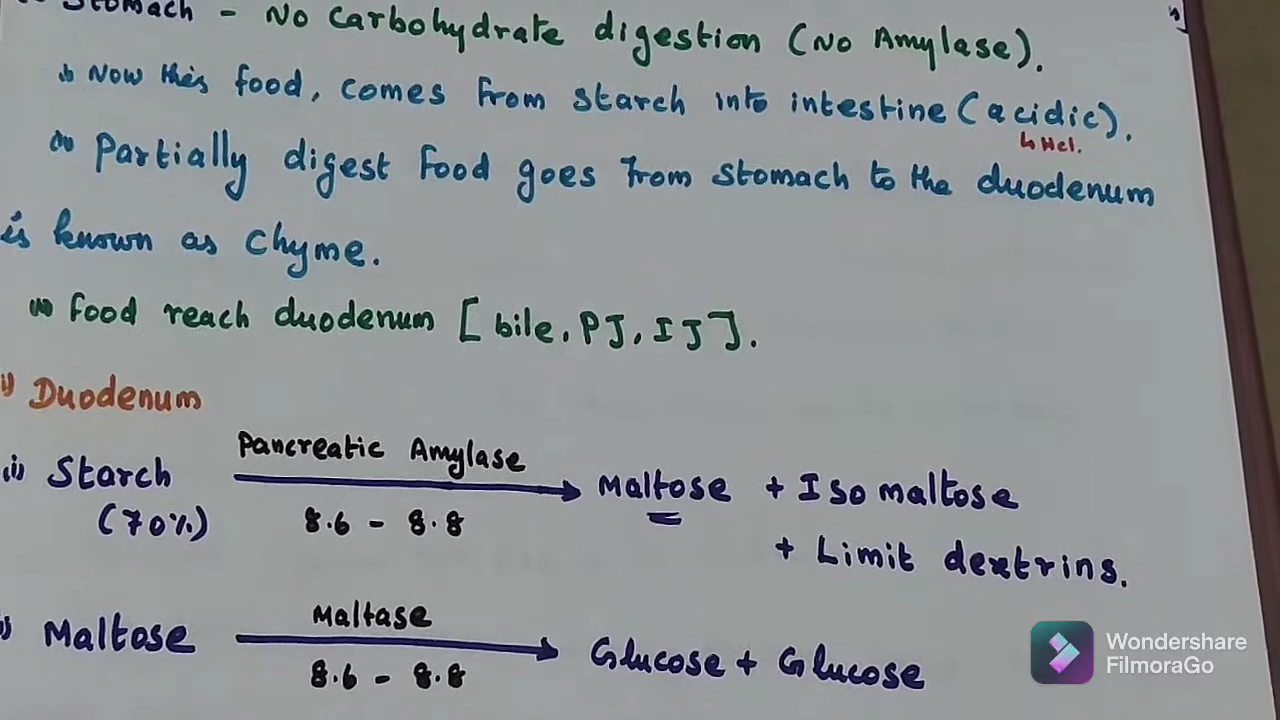 Stomach - No Carbohydrate digestion (No Amylase).
Now this food, comes from starch into intestine (acidic).
↳ Hcl.
Partially digest food goes from stomach to the duodenum
is known as Chyme.
Food reach duodenum [bile, PJ, IJ].
Duodenum
Starch Pancreatic Amylase → Maltose + Iso maltose
(70%) 8.6 - 8.8 + Limit dextrins.
Maltose Maltase → Glucose + Glucose
8.6 - 8.8
Wondershare
FilmoraGo